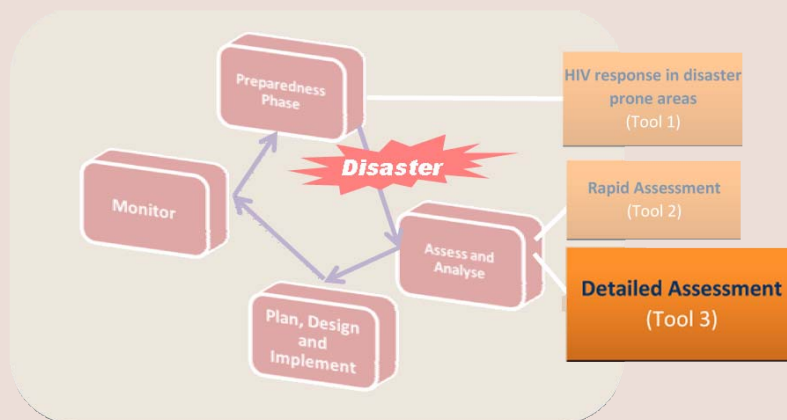 Preparedness
Phase
HIV response in disaster
prone areas
(Tool 1)
Disaster
Rapid Assessment
(Tool 2)
Monitor
Assess and
Analyse
Detailed Assessment
(Tool 3)
Plan, Design
and
Implement